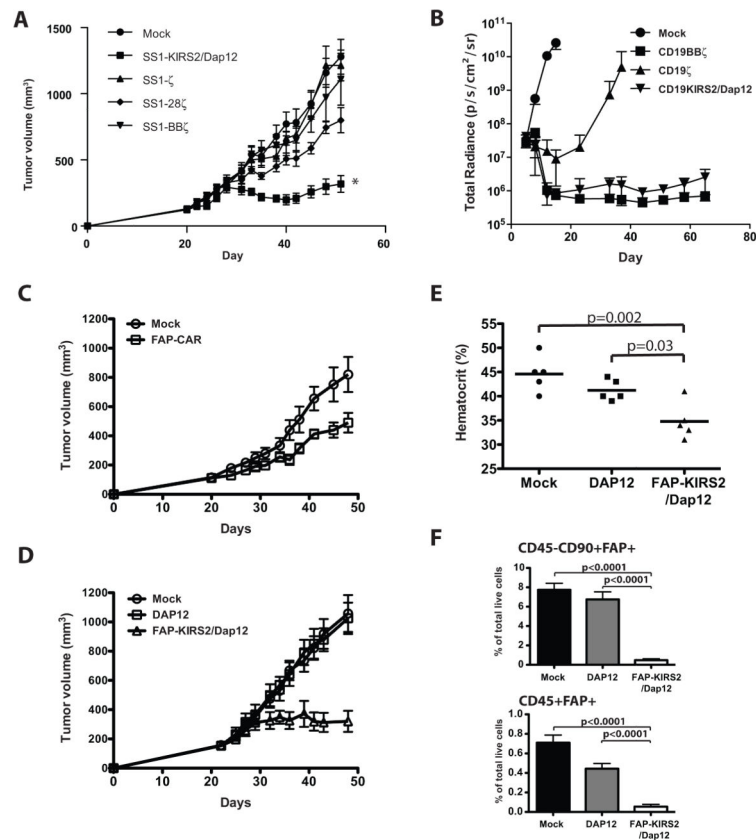 A
Tumor volume (mm³)
1500
1000
500
0
0
20
40
60
Day
Mock
SS1-KIRS2/Dap12
SS1-ζ
SS1-28ζ
SS1-BBζ
*
B
Total Radiance (p/s/cm²/sr)
10¹¹
10¹⁰
10⁹
10⁸
10⁷
10⁶
10⁵
0
20
40
60
80
Day
Mock
CD19BBζ
CD19ζ
CD19KIRS2/Dap12
C
Tumor volume (mm³)
1200
1000
800
600
400
200
0
0
10
20
30
40
50
Days
Mock
FAP-CAR
E
Hematocrit (%)
55
50
45
40
35
30
25
p=0.002
p=0.03
Mock
DAP12
FAP-KIRS2
/Dap12
D
Tumor volume (mm³)
1200
1000
800
600
400
200
0
0
10
20
30
40
50
Days
Mock
DAP12
FAP-KIRS2/Dap12
F
CD45-CD90+FAP+
% of total live cells
10
8
6
4
2
0
p<0.0001
p<0.0001
Mock
DAP12
FAP-KIRS2
/Dap12
CD45+FAP+
% of total live cells
0.8
0.6
0.4
0.2
0.0
p<0.0001
p<0.0001
Mock
DAP12
FAP-KIRS2
/Dap12